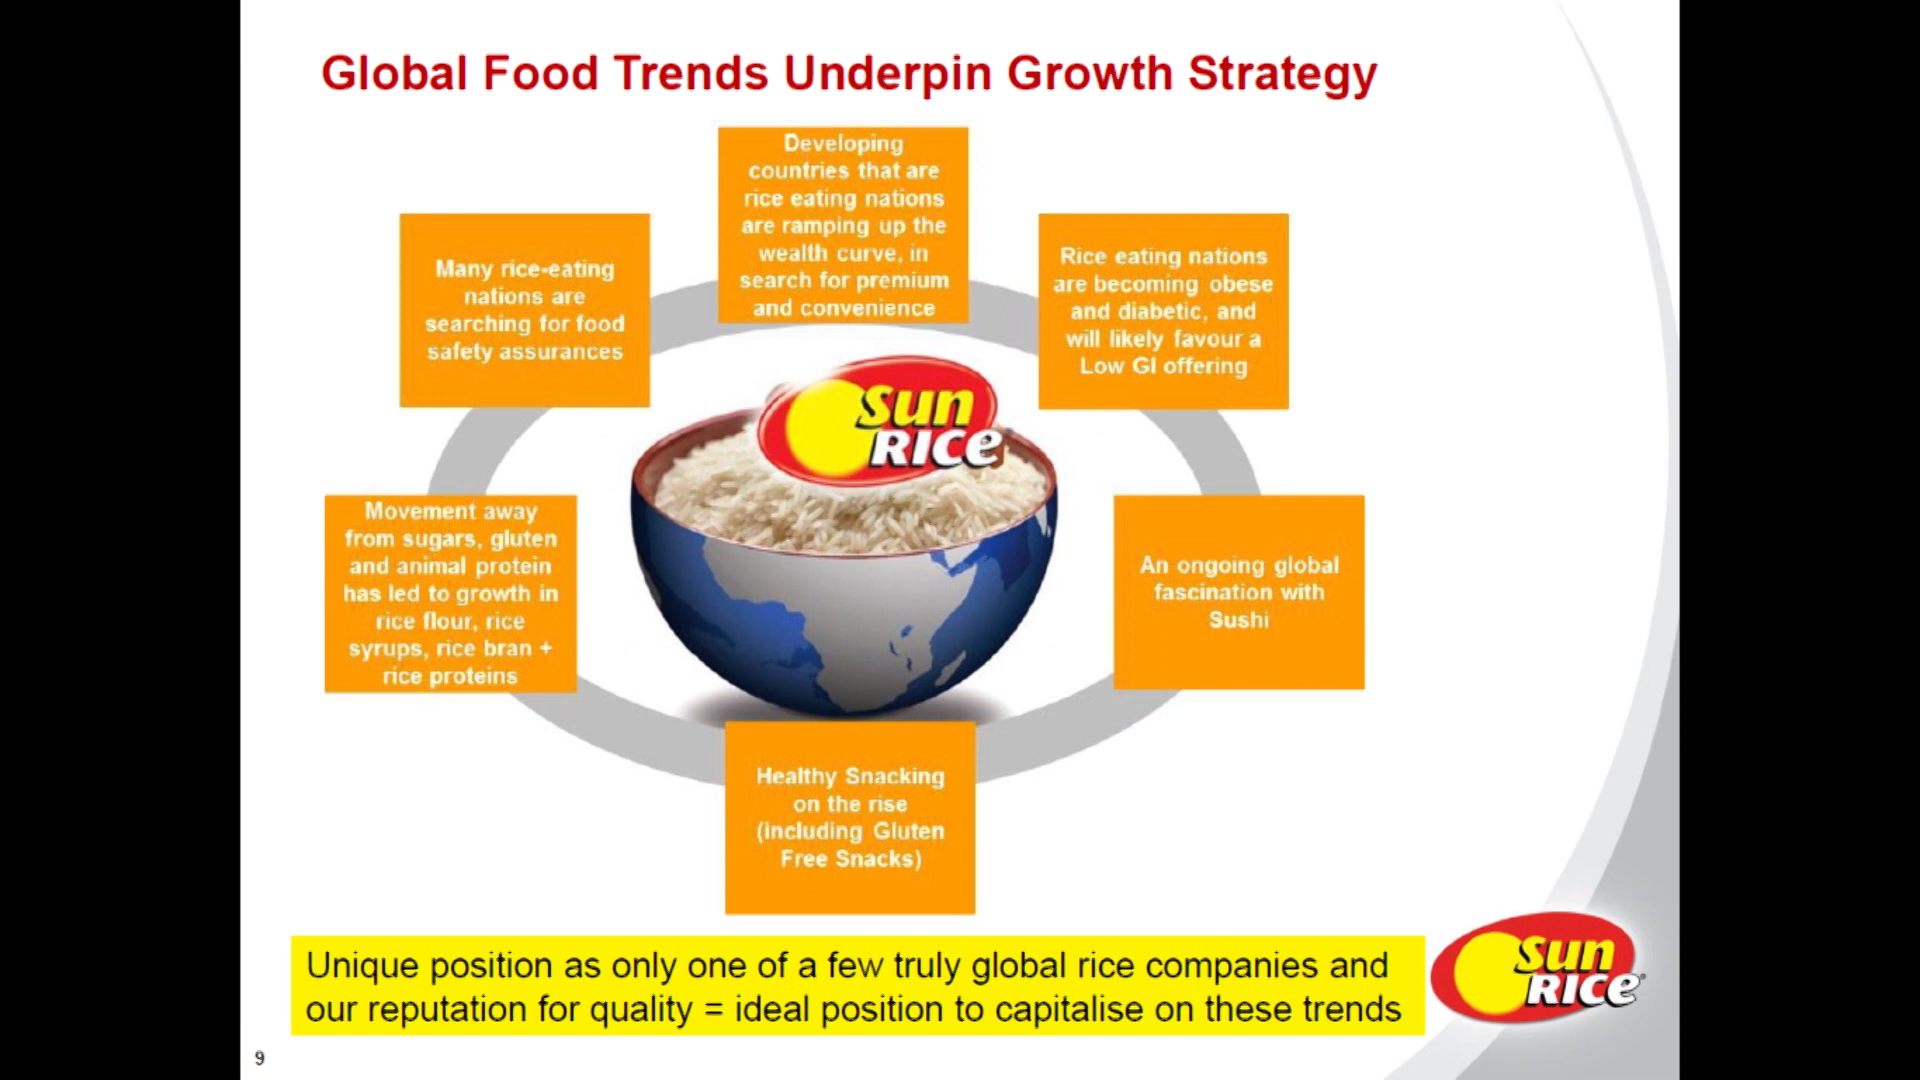 Global Food Trends Underpin Growth Strategy
Developing
countries that are
rice eating nations
are ramping up the
wealth curve, in
search for premium
and convenience
Many rice-eating
nations are
searching for food
safety assurances
Rice eating nations
are becoming obese
and diabetic, and
will likely favour a
Low GI offering
Sun
RICe
Movement away
from sugars, gluten
and animal protein
has led to growth in
rice flour, rice
syrups, rice bran +
rice proteins
An ongoing global
fascination with
Sushi
Healthy Snacking
on the rise
(including Gluten
Free Snacks)
Unique position as only one of a few truly global rice companies and
our reputation for quality = ideal position to capitalise on these trends
Sun
RICe®
9